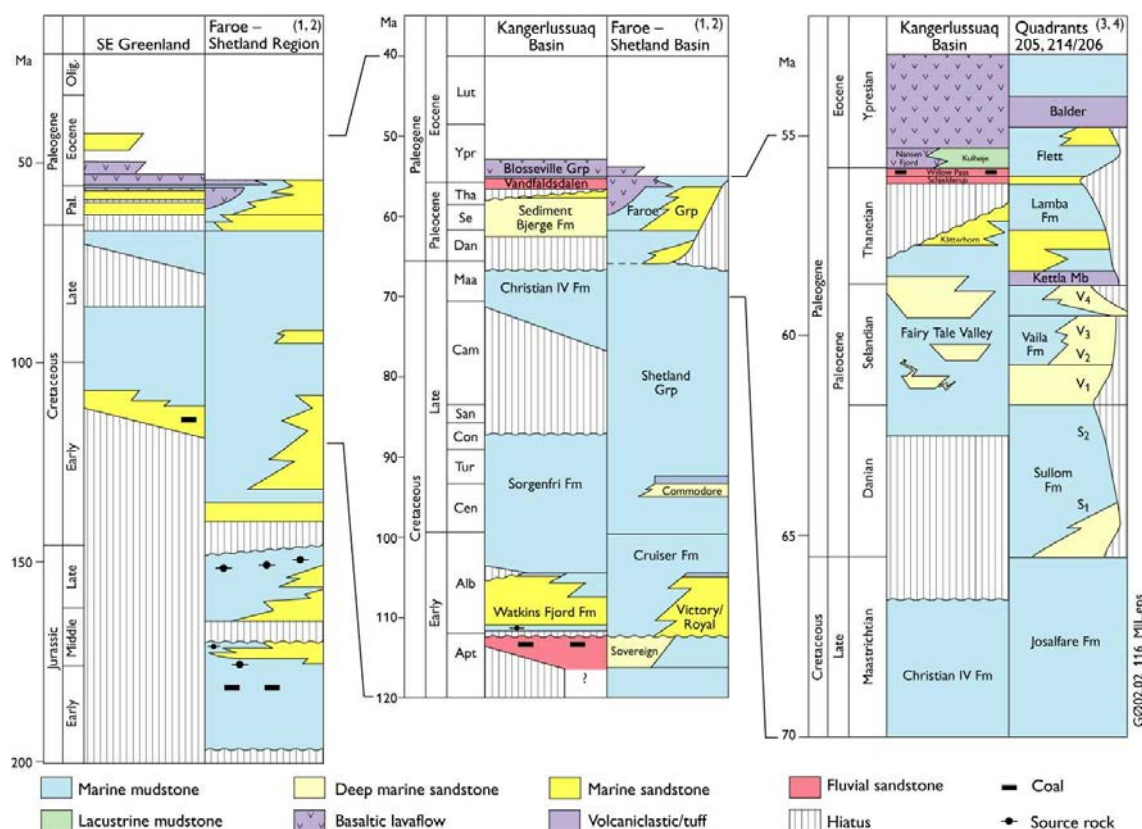 SE Greenland
Faroe –
Shetland Region
(1, 2)
Ma
50
100
150
200
Paleogene
Cretaceous
Jurassic
Olig.
Eocene
Pal.
Late
Early
Late
Middle
Early
Kangerlussuaq
Basin
Faroe –
Shetland Basin
(1, 2)
Ma
40
50
60
70
80
90
100
110
120
Paleogene
Cretaceous
Eocene
Paleocene
Late
Early
Lut
Ypr
Tha
Se
Dan
Maa
Cam
San
Con
Tur
Cen
Alb
Apt
Blosseville Grp
Vandfaldsdalen
Sediment
Bjerge Fm
Christian IV Fm
Sorgenfri Fm
Watkins Fjord Fm
?
Faroe
Grp
Shetland
Grp
Commodore
Cruiser Fm
Victory/
Royal
Sovereign
Kangerlussuaq
Basin
Quadrants
205, 214/206
(3, 4)
Ma
55
60
65
70
Paleogene
Cretaceous
Eocene
Paleocene
Late
Ypresian
Thanetian
Selandian
Danian
Maastrichtian
Nansen
Fjord
Kulhøje
Willow Pass
Schjelderup
Klitterhorn
Fairy Tale Valley
Christian IV Fm
Balder
Flett
Lamba
Fm
Kettla Mb
V4
Vaila
Fm
V3
V2
V1
S2
Sullom
Fm
S1
Josalfare Fm
GØ02.02_116_MIL.eps
Marine mudstone
Deep marine sandstone
Marine sandstone
Fluvial sandstone
Coal
Lacustrine mudstone
Basaltic lavaflow
Volcaniclastic/tuff
Hiatus
Source rock